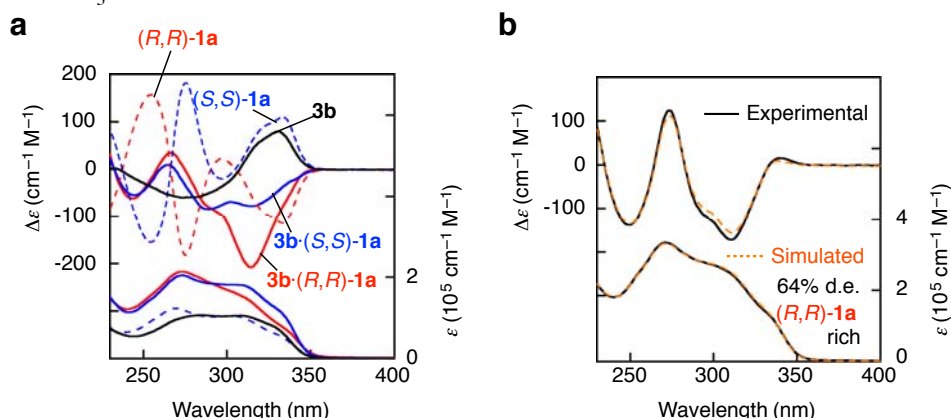 a
b
(R,R)-1a
(S,S)-1a
3b
3b·(S,S)-1a
3b·(R,R)-1a
200
100
0
-100
-200
Δε (cm⁻¹ M⁻¹)
2
0
ε (10⁵ cm⁻¹ M⁻¹)
250
300
350
400
Wavelength (nm)
Experimental
Simulated
64% d.e.
(R,R)-1a
rich
100
0
-100
Δε (cm⁻¹ M⁻¹)
4
2
0
ε (10⁵ cm⁻¹ M⁻¹)
250
300
350
400
Wavelength (nm)